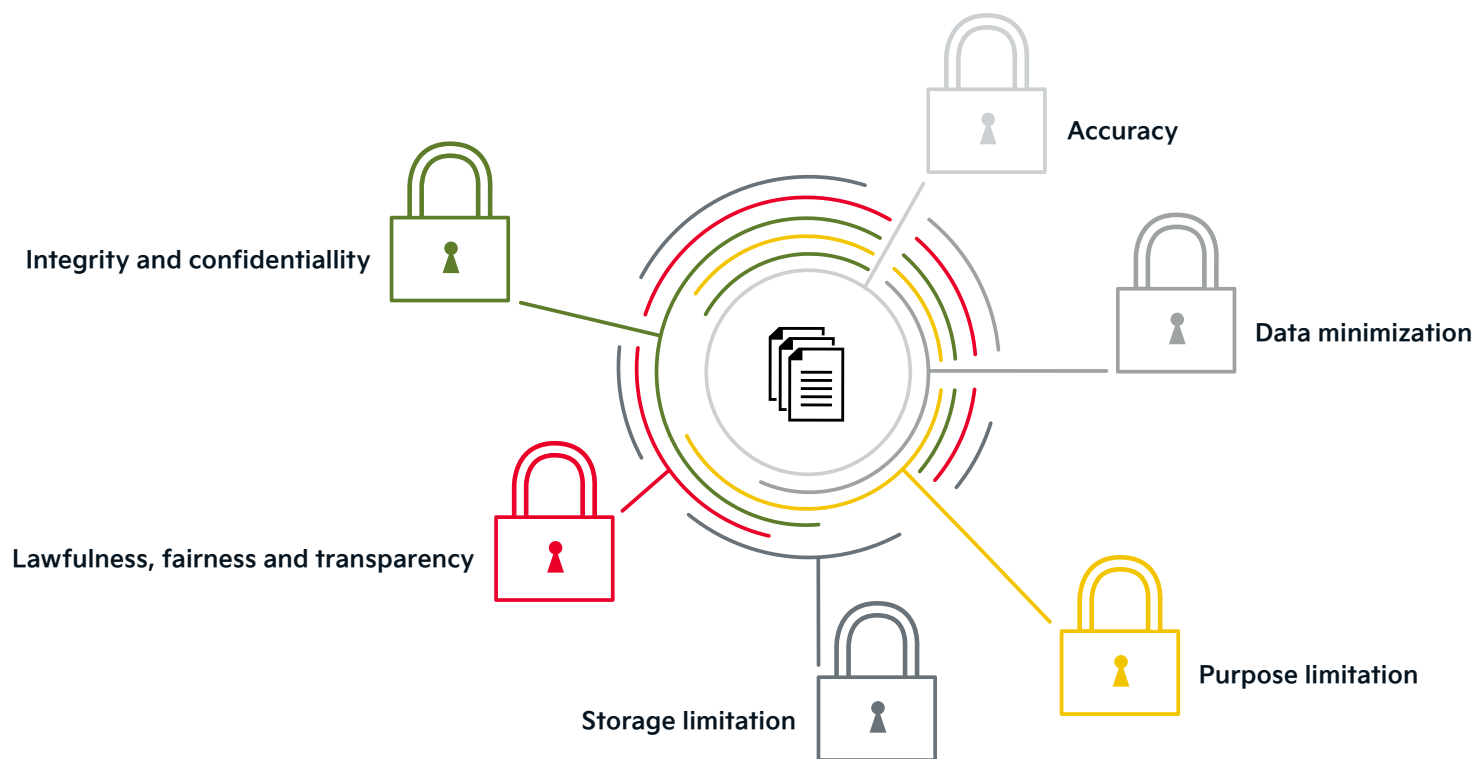 Accuracy
Integrity and confidentiallity
Data minimization
Lawfulness, fairness and transparency
Purpose limitation
Storage limitation